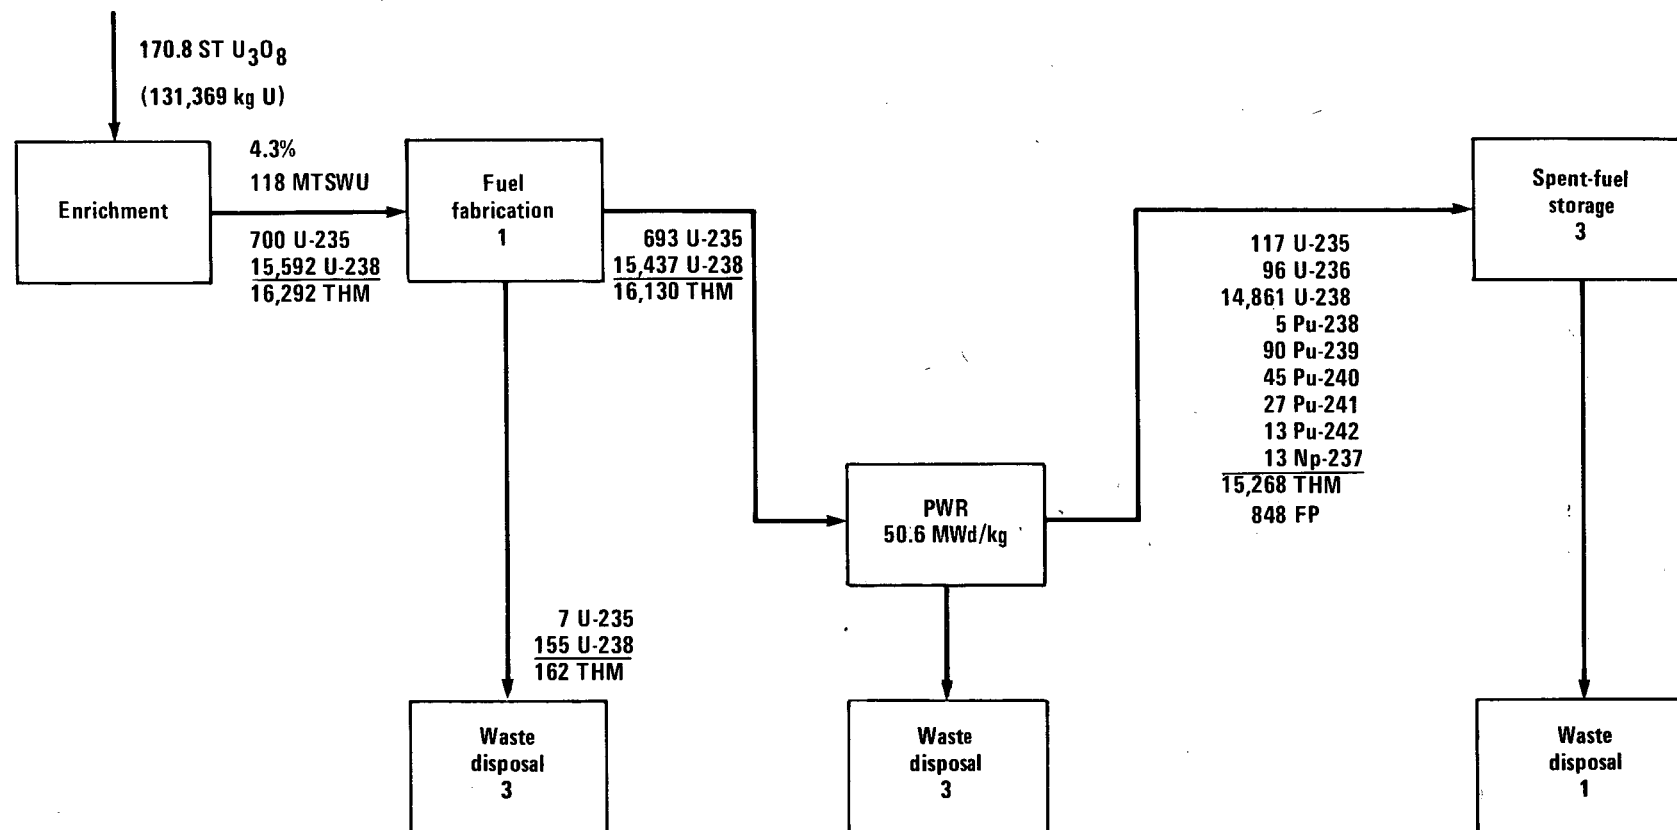 170.8 ST U3O8
(131,369 kg U)
Enrichment
4.3%
118 MTSWU
700 U-235
15,592 U-238
16,292 THM
Fuel
fabrication
1
693 U-235
15,437 U-238
16,130 THM
7 U-235
155 U-238
162 THM
Waste
disposal
3
PWR
50.6 MWd/kg
Waste
disposal
3
117 U-235
96 U-236
14,861 U-238
5 Pu-238
90 Pu-239
45 Pu-240
27 Pu-241
13 Pu-242
13 Np-237
15,268 THM
848 FP
Spent-fuel
storage
3
Waste
disposal
1